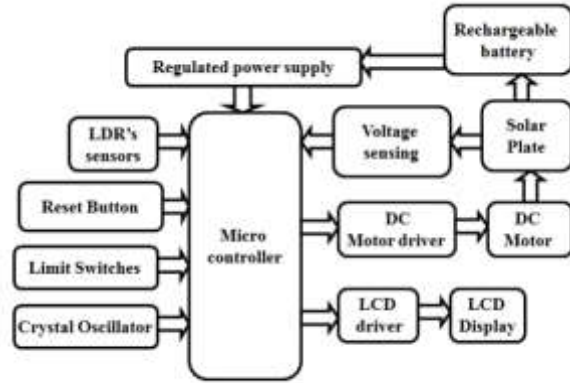 Rechargeable
battery
Regulated power supply
LDR's
sensors
Voltage
sensing
Solar
Plate
Reset Button
Micro
controller
DC
Motor driver
DC
Motor
Limit Switches
Crystal Oscillator
LCD
driver
LCD
Display